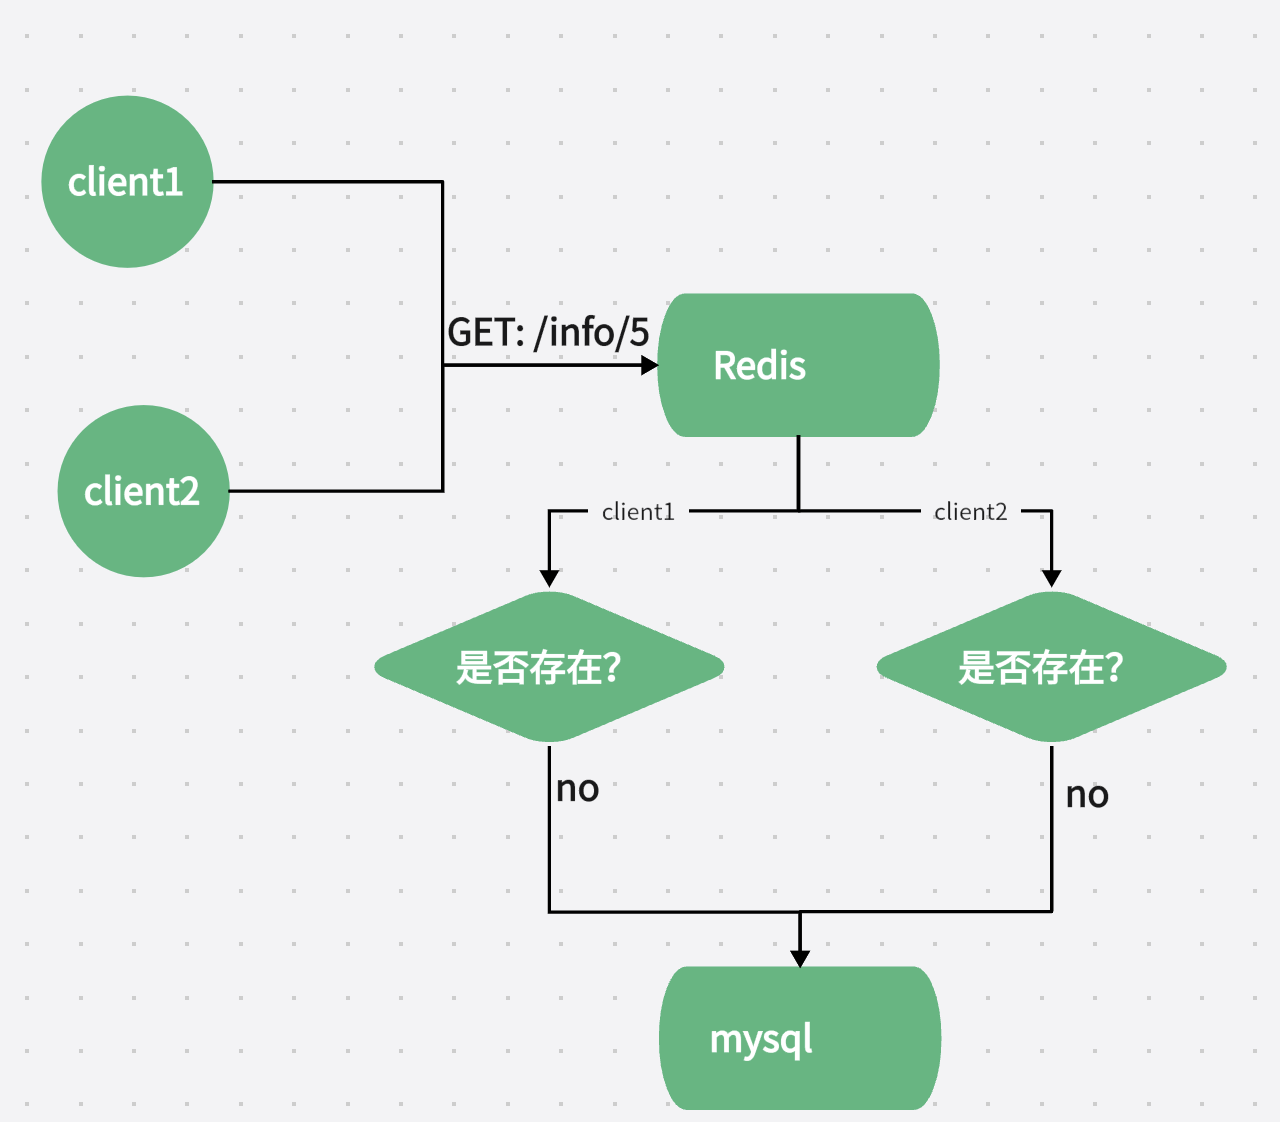 client1
GET: /info/5
Redis
client2
client1
client2
是否存在？
是否存在？
no
no
mysql